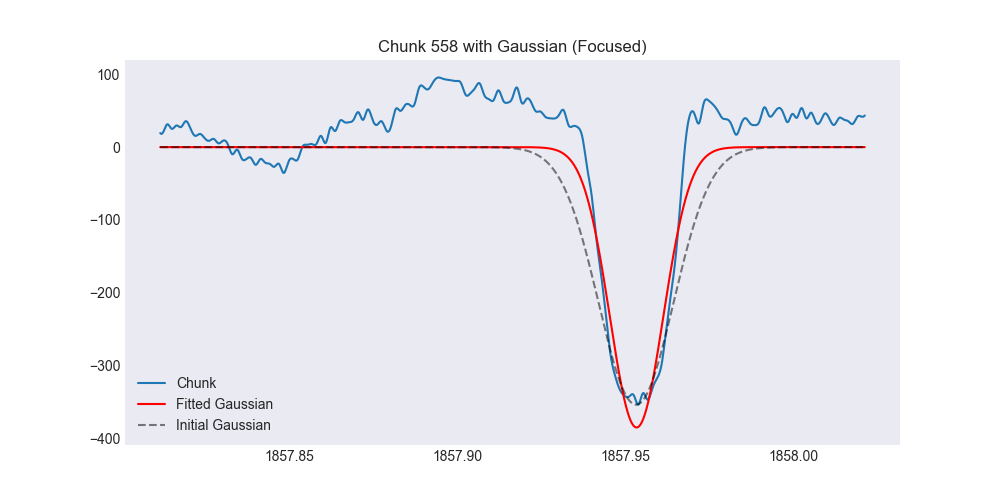 Chunk 558 with Gaussian (Focused)
100
0
−100
−200
−300
−400
Chunk
Fitted Gaussian
Initial Gaussian
1857.85 1857.90 1857.95 1858.00